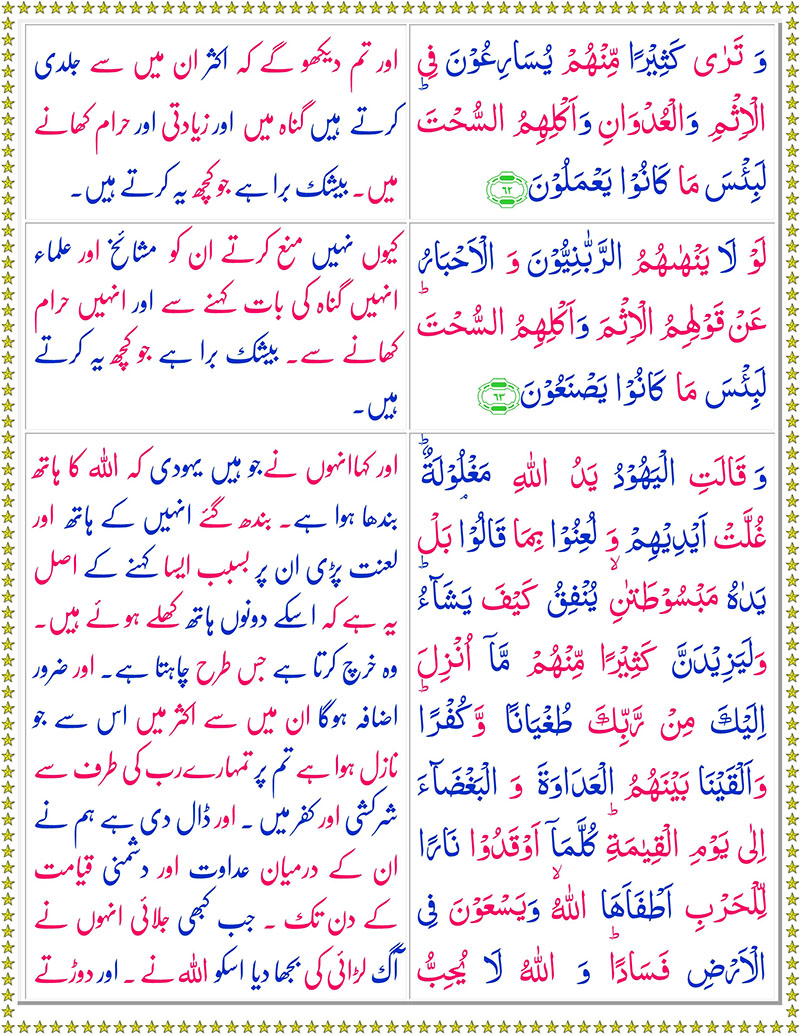 وَ تَرٰى كَثِيْرًا مِّنْهُمْ يُسَارِعُوْنَ فِي
الْاِثْمِ وَالْعُدْوَانِ وَاَكْلِهِمُ السُّحْتَ ؕ
لَبِئْسَ مَا كَانُوْا يَعْمَلُوْنَ ﴿۶۲﴾
اور تم دیکھو گے کہ اکثر ان میں سے جلدی
کرتے ہیں گناہ میں اور زیادتی اور حرام کھانے
میں۔ بیشک برا ہے جو کچھ یہ کرتے ہیں۔
لَوْ لَا يَنْهٰىهُمُ الرَّبّٰنِيُّوْنَ وَ الْاَحْبَارُ
عَنْ قَوْلِهِمُ الْاِثْمَ وَاَكْلِهِمُ السُّحْتَ ؕ
لَبِئْسَ مَا كَانُوْا يَصْنَعُوْنَ ﴿۶۳﴾
کیوں نہیں منع کرتے ان کو مشائخ اور علماء
انہیں گناہ کی بات کہنے سے اور انہیں حرام
کھانے سے۔ بیشک برا ہے جو کچھ یہ کرتے
ہیں۔
وَ قَالَتِ الْيَهُوْدُ يَدُ اللهِ مَغْلُوْلَةٌ ؕ
غُلَّتْ اَيْدِيْهِمْ وَ لُعِنُوْا بِمَا قَالُوْا ۘ بَلْ
يَدٰهُ مَبْسُوْطَتٰنِ ۙ يُنْفِقُ كَيْفَ يَشَآءُ ؕ
وَلَيَزِيْدَنَّ كَثِيْرًا مِّنْهُمْ مَّاۤ اُنْزِلَ
اِلَيْكَ مِنْ رَّبِّكَ طُغْيَانًا وَّكُفْرًا ؕ
وَاَلْقَيْنَا بَيْنَهُمُ الْعَدَاوَةَ وَ الْبَغْضَآءَ
اِلٰى يَوْمِ الْقِيٰمَةِ ؕ كُلَّمَاۤ اَوْقَدُوْا نَارًا
لِّلْحَرْبِ اَطْفَاَهَا اللهُ ۙ وَيَسْعَوْنَ فِي
الْاَرْضِ فَسَادًا ؕ وَ اللهُ لَا يُحِبُّ
اور کہا انہوں نے جو ہیں یہودی کہ اللہ کا ہاتھ
بندھا ہوا ہے۔ بندھ گئے انہیں کے ہاتھ اور
لعنت پڑی ان پر بسبب ایسا کہنے کے اصل
یہ ہے کہ اسکے دونوں ہاتھ کھلے ہوئے ہیں۔
وہ خرچ کرتا ہے جس طرح چاہتا ہے۔ اور ضرور
اضافہ ہوگا ان میں سے اکثر میں اس سے جو
نازل ہوا ہے تم پر تمہارے رب کی طرف سے
شرکشی اور کفر میں ۔ اور ڈال دی ہے ہم نے
ان کے درمیان عداوت اور دشمنی قیامت
کے دن تک ۔ جب کبھی جلائی انہوں نے
آگ لڑائی کی بجھا دیا اسکو اللہ نے ۔ اور دوڑتے